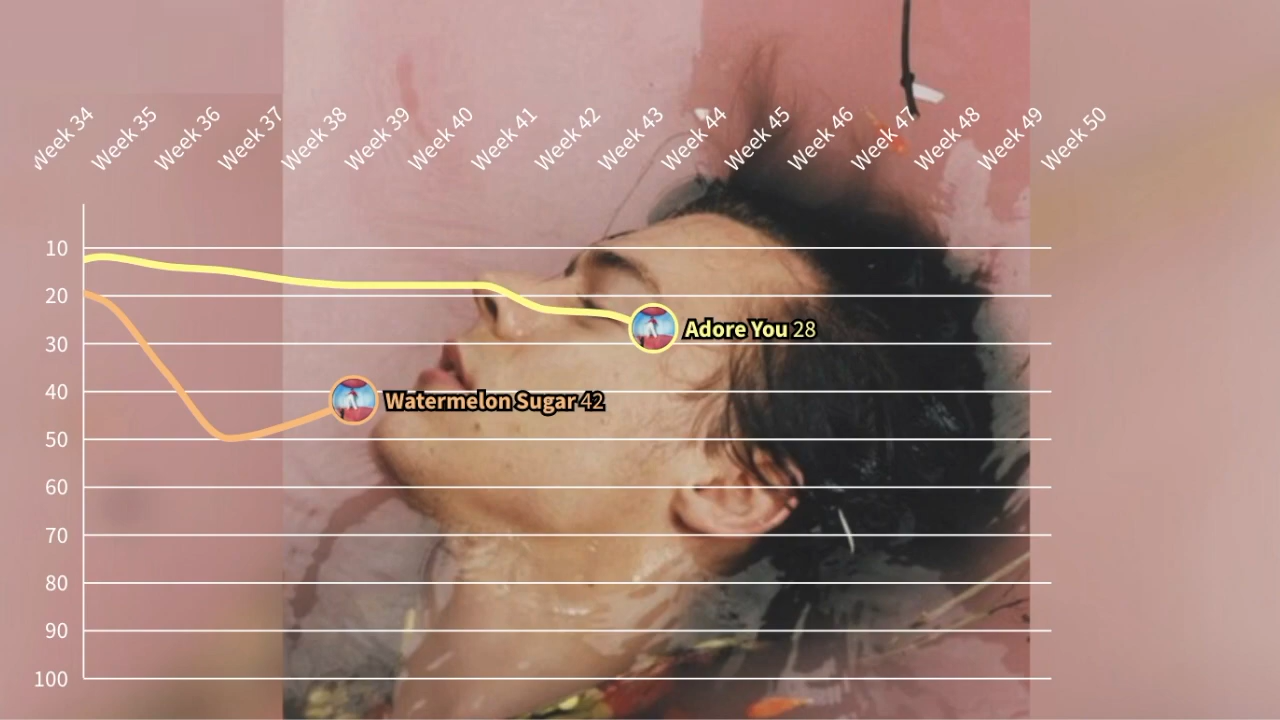 Week 34
Week 35
Week 36
Week 37
Week 38
Week 39
Week 40
Week 41
Week 42
Week 43
Week 44
Week 45
Week 46
Week 47
Week 48
Week 49
Week 50
10
20
Adore You 28
30
40
Watermelon Sugar 42
50
60
70
80
90
100